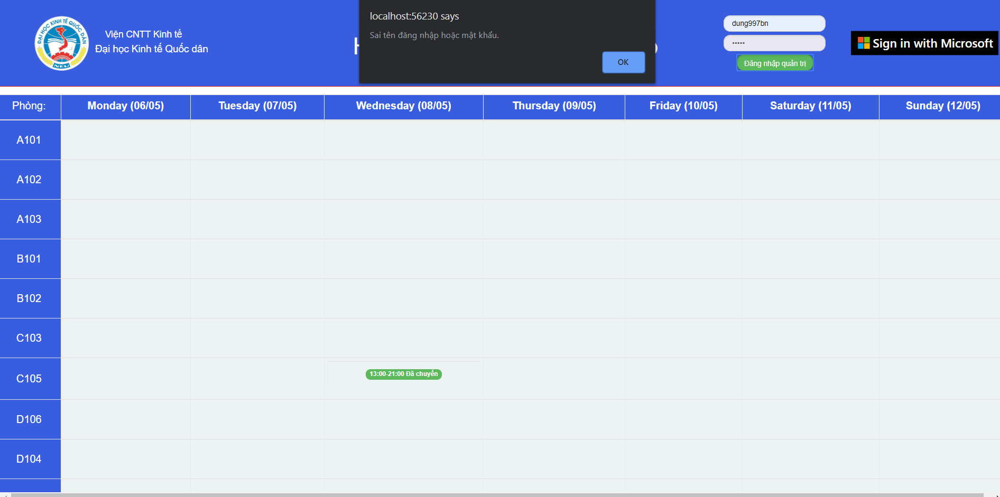 ĐẠI HỌC KINH TẾ QUỐC DÂN
NEU
Viện CNTT Kinh tế
Đại học Kinh tế Quốc dân
localhost:56230 says
Sai tên đăng nhập hoặc mật khẩu.
OK
dung997bn
•••••
Đăng nhập quản trị
Sign in with Microsoft
Phòng: Monday (06/05) Tuesday (07/05) Wednesday (08/05) Thursday (09/05) Friday (10/05) Saturday (11/05) Sunday (12/05)
A101
A102
A103
B101
B102
C103
C105 13:00-21:00 Đã chuyển
D106
D104